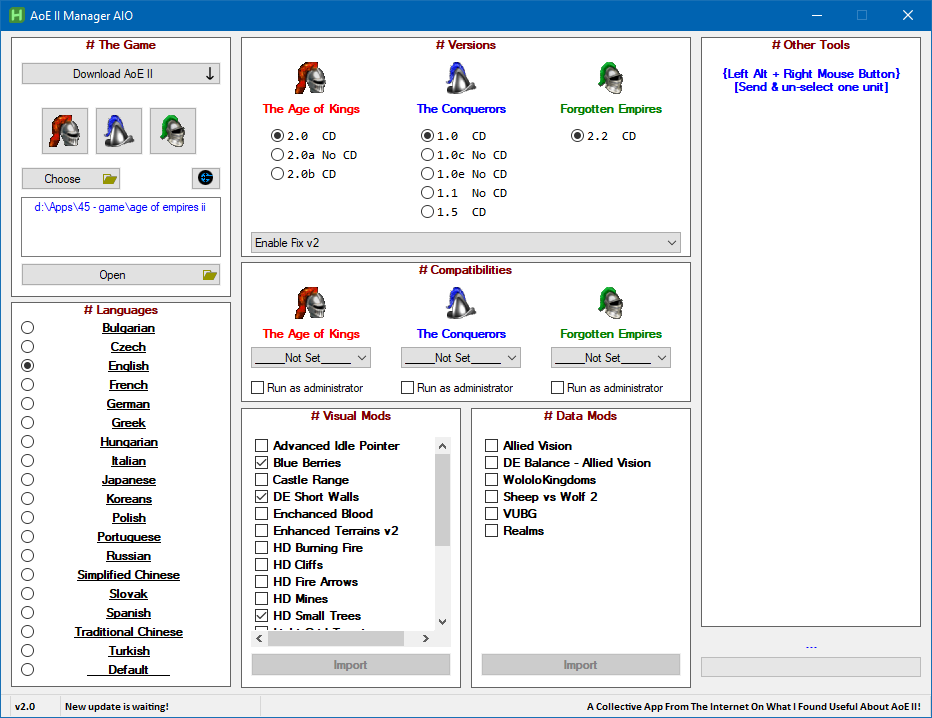 AoE II Manager AIO
# The Game
Download AoE II
Choose
d:\Apps\45 - game\age of empires ii
Open
# Languages
Bulgarian
Czech
English
French
German
Greek
Hungarian
Italian
Japanese
Koreans
Polish
Portuguese
Russian
Simplified Chinese
Slovak
Spanish
Traditional Chinese
Turkish
Default
# Versions
The Age of Kings
The Conquerors
Forgotten Empires
2.0 CD
2.0a No CD
2.0b CD
1.0 CD
1.0c No CD
1.0e No CD
1.1 No CD
1.5 CD
2.2 CD
Enable Fix v2
# Compatibilities
The Age of Kings
The Conquerors
Forgotten Empires
____Not Set____
____Not Set____
____Not Set____
Run as administrator
Run as administrator
Run as administrator
# Visual Mods
Advanced Idle Pointer
Blue Berries
Castle Range
DE Short Walls
Enchanced Blood
Enhanced Terrains v2
HD Burning Fire
HD Cliffs
HD Fire Arrows
HD Mines
HD Small Trees
Import
# Data Mods
Allied Vision
DE Balance - Allied Vision
WololoKingdoms
Sheep vs Wolf 2
VUBG
Realms
Import
# Other Tools
{Left Alt + Right Mouse Button}
[Send & un-select one unit]
...
v2.0
New update is waiting!
A Collective App From The Internet On What I Found Useful About AoE II!